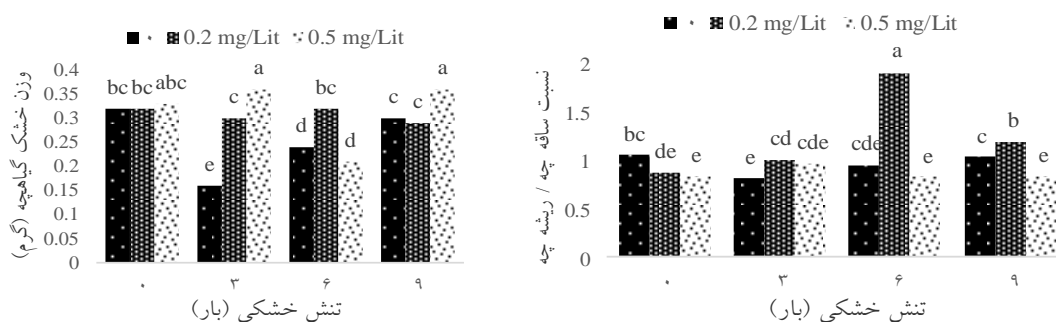 ۰ 0.2 mg/Lit 0.5 mg/Lit
وزن خشک گیاهچه (گرم)
0.4
0.35
0.3
0.25
0.2
0.15
0.1
0.05
0
bc bc abc
e c a
d bc d
c c a
۰ ۳ ۶ ۹
تنش خشکی (بار)
۰ 0.2 mg/Lit 0.5 mg/Lit
نسبت ساقه چه / ریشه چه
2
1.5
1
0.5
0
bc de e
e cd cde
cde a e
c b e
۰ ۳ ۶ ۹
تنش خشکی (بار)